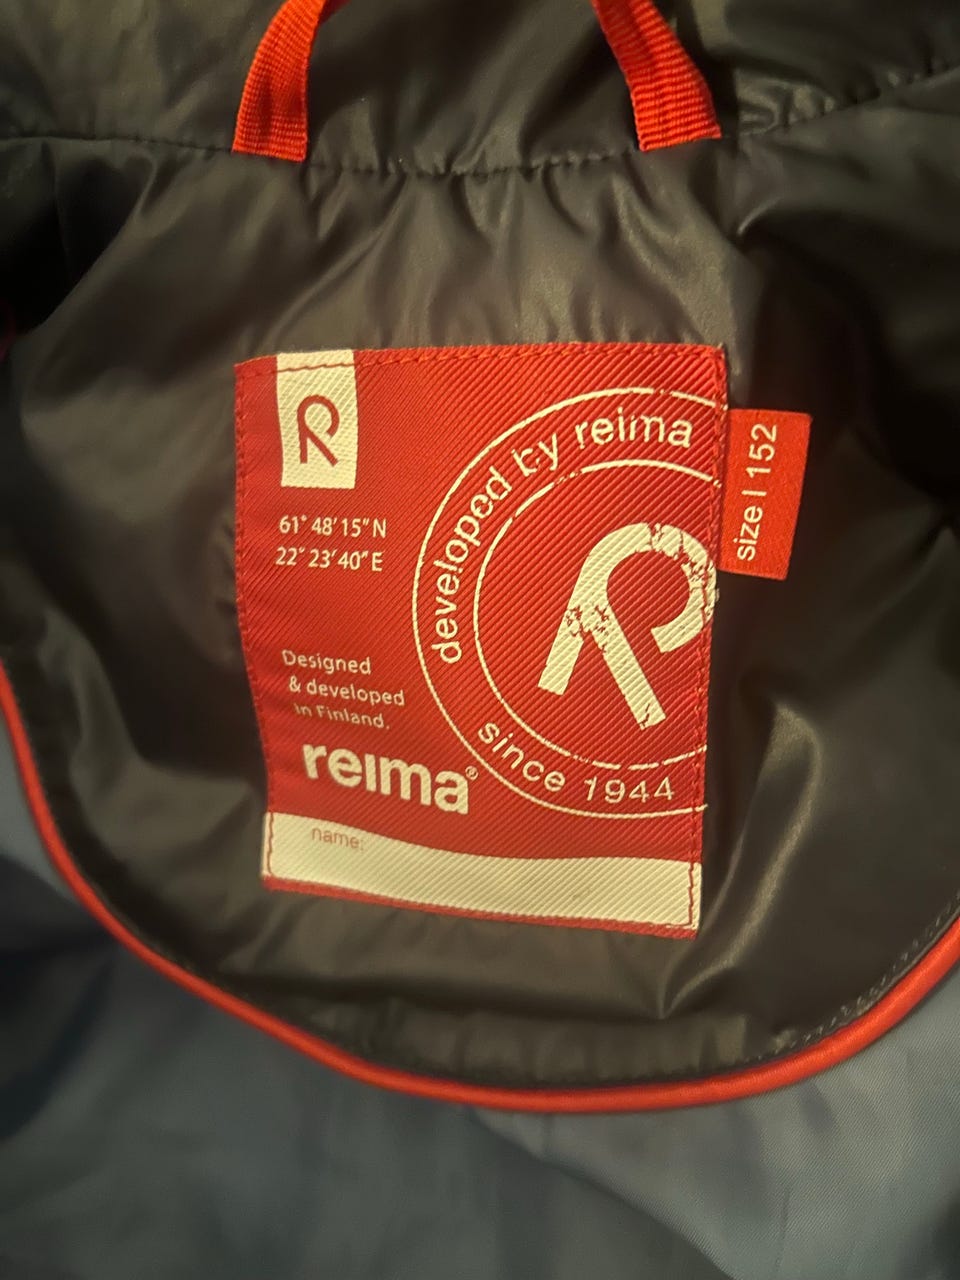 R
61° 48' 15" N
22° 23' 40" E
Designed
& developed
in Finland.
reima®
name:
developed by reima
R
since 1944
size | 152